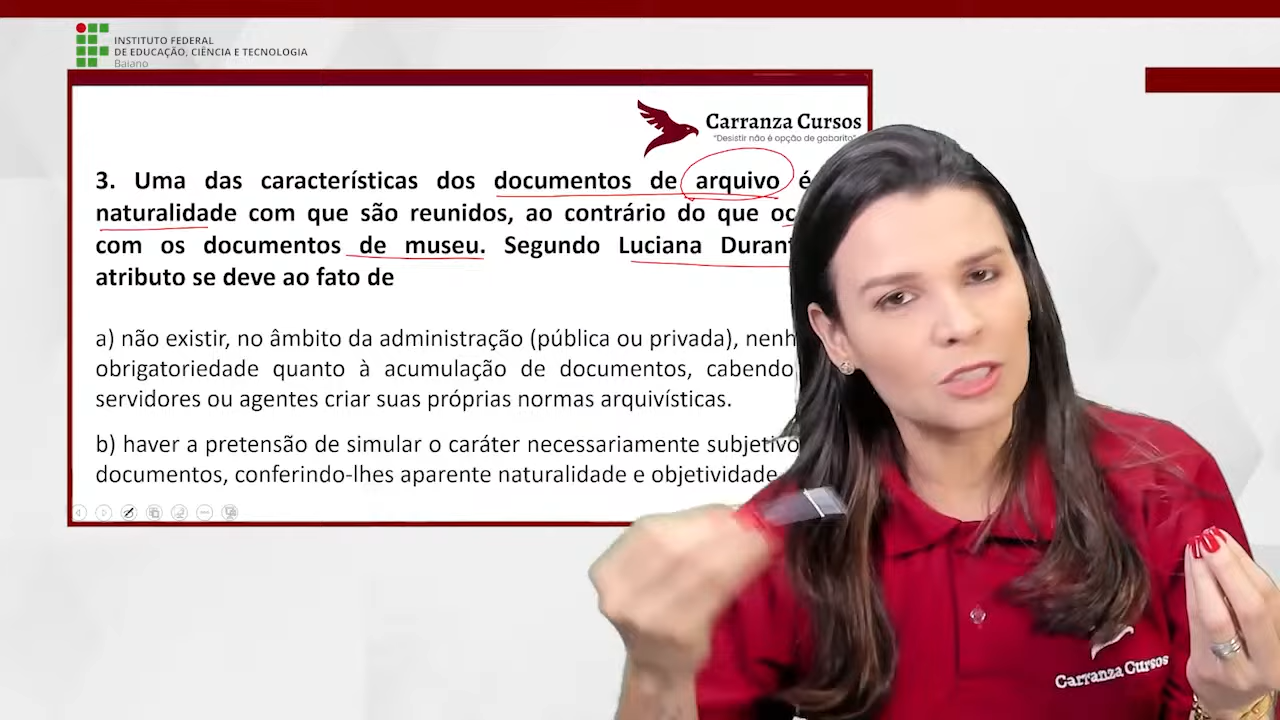 INSTITUTO FEDERAL
DE EDUCAÇÃO, CIÊNCIA E TECNOLOGIA
Baiano
Carranza Cursos
"Desistir não é opção de gabarito"
3. Uma das características dos documentos de arquivo é
naturalidade com que são reunidos, ao contrário do que
com os documentos de museu. Segundo Luciana
atributo se deve ao fato de
a) não existir, no âmbito da administração (pública ou privada),
obrigatoriedade quanto à acumulação de documentos, cabendo
servidores ou agentes criar suas próprias normas arquivísticas.
b) haver a pretensão de simular o caráter necessariamente subjetivo
documentos, conferindo-lhes aparente naturalidade e objetividade
Carranza Cursos